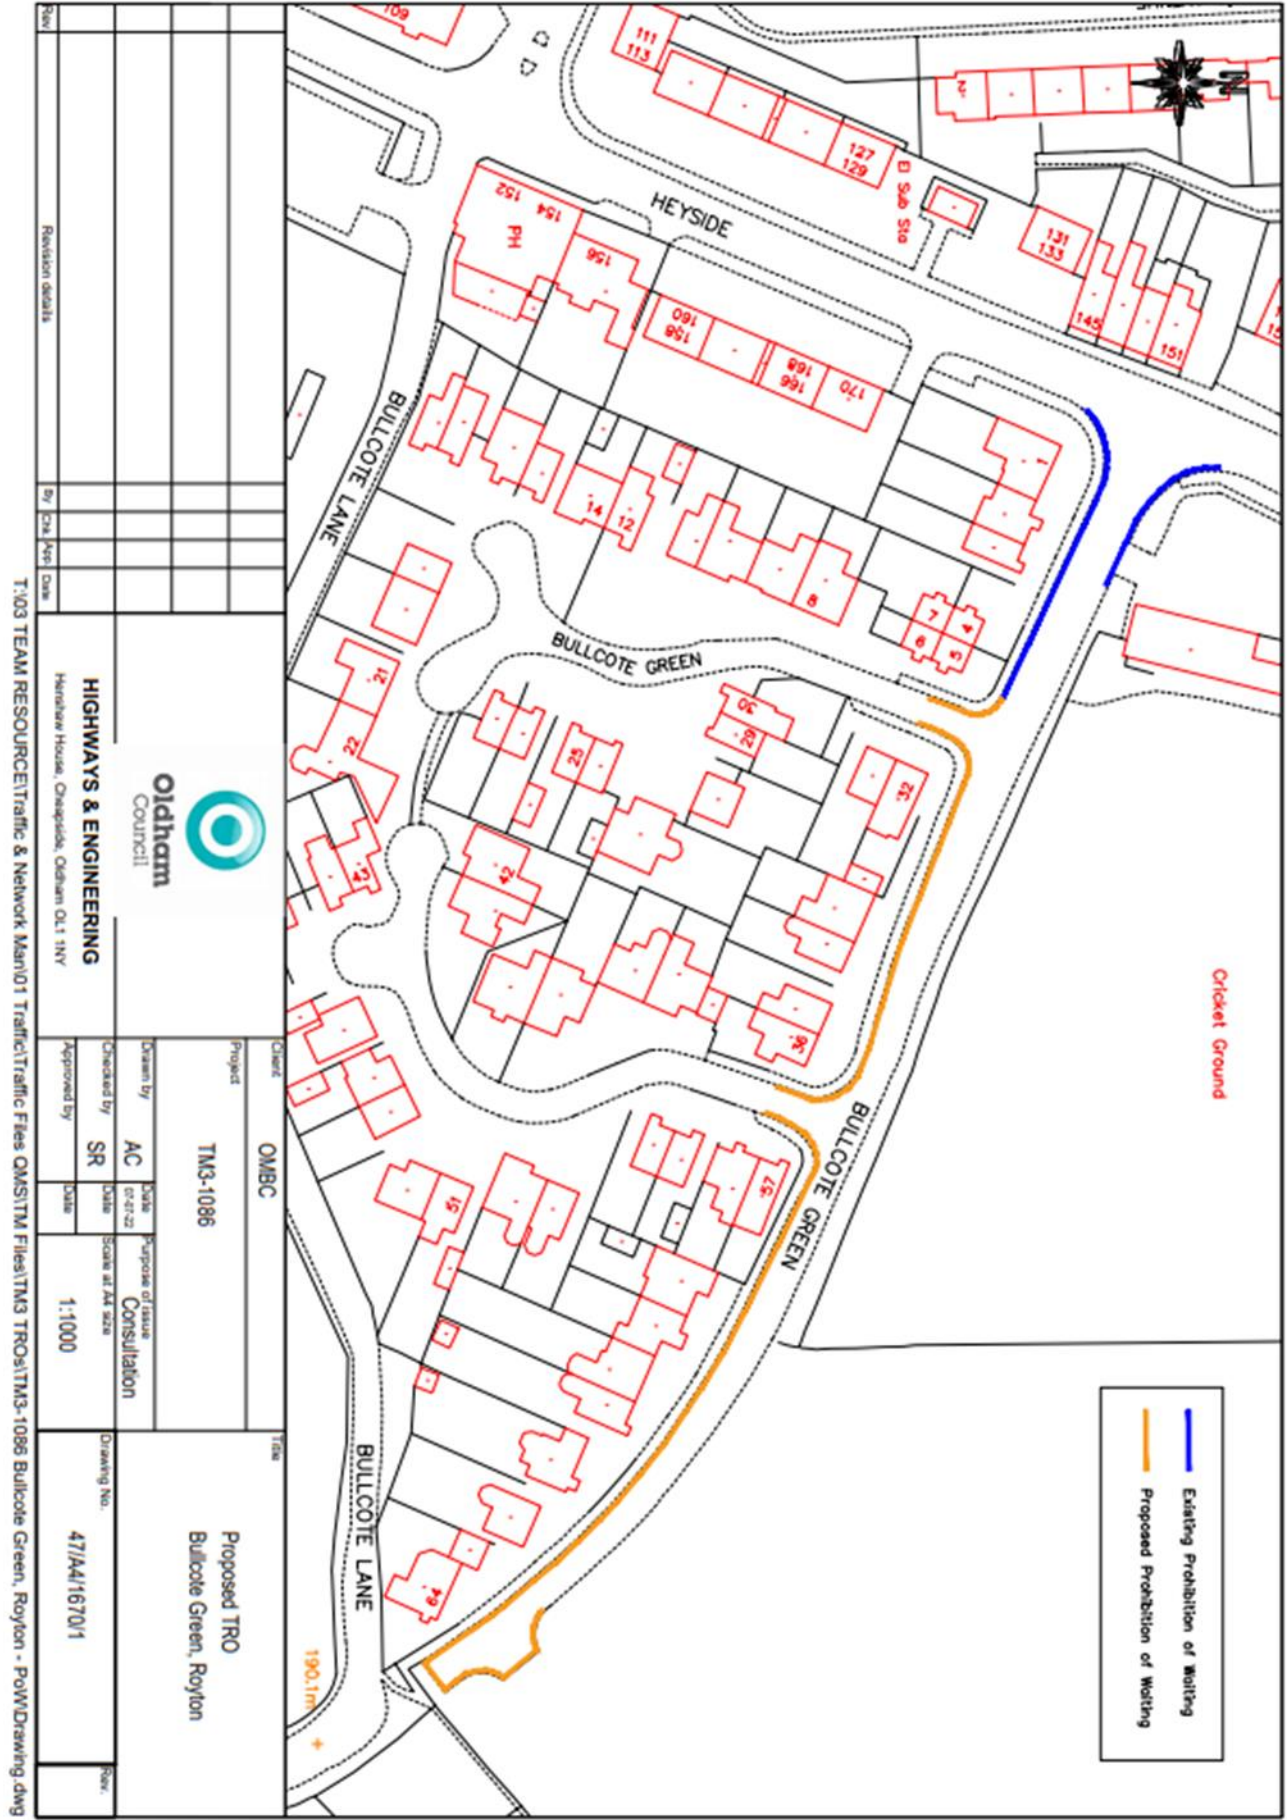 109
111
113
127
129
El Sub Sta
131
133
145
151
2
HEYSIDE
152
154
PH
156
160
158
168
166
170
1
BULLCOTE LANE
14
12
8
7
4
6
5
BULLCOTE GREEN
21
22
25
30
29
32
43
42
36
Cricket Ground
BULLCOTE GREEN
57
51
64
BULLCOTE LANE
190.1m
Existing Prohibition of Waiting
Proposed Prohibition of Waiting
Rev
Revision details
By
Chk.
App.
Date
Oldham
Council
HIGHWAYS & ENGINEERING
Henshaw House, Cheapside, Oldham OL1 1NY
Client
OMBC
Project
TM3-1086
Drawn by
AC
Date
07-07-22
Purpose of issue
Consultation
Checked by
SR
Date
Scale at A4 size
1:1000
Approved by
Date
Title
Proposed TRO
Bullcote Green, Royton
Drawing No.
47/A4/1670/1
Rev.
T:\03 TEAM RESOURCE\Traffic & Network Man\01 Traffic\Traffic Files QMS\TM Files\TM3 TROs\TM3-1086 Bullcote Green, Royton - PoW\Drawing.dwg